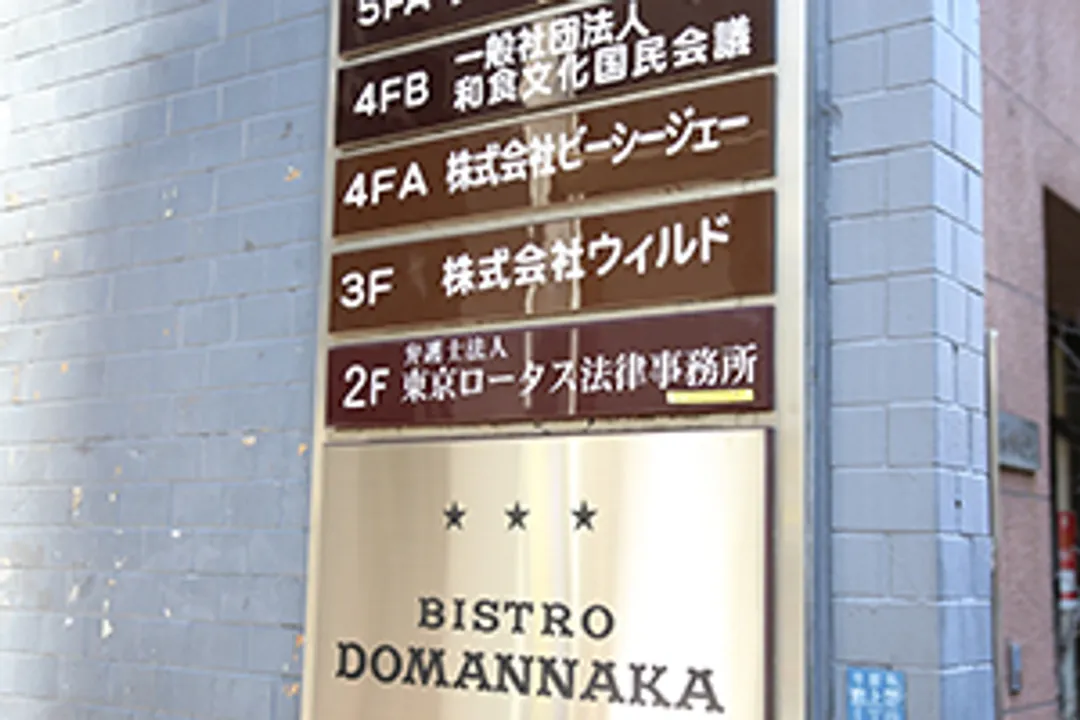 5FA
4FB 一般社団法人
和食文化国民会議
4FA 株式会社ビーシージェー
3F 株式会社ウィルド
2F 弁護士法人
東京ロータス法律事務所
★ ★ ★
BISTRO
DOMANNAKA